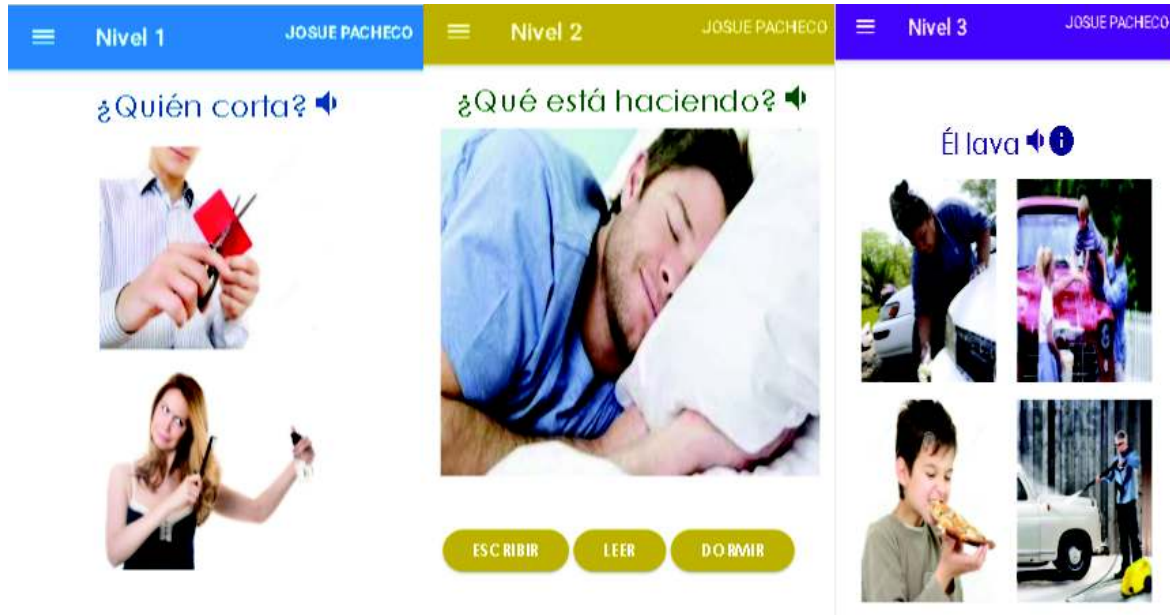 Nivel 1
JOSUE PACHECO
¿Quién corta?
Nivel 2
JOSUE PACHECO
¿Qué está haciendo?
ESCRIBIR
LEER
DORMIR
Nivel 3
JOSUE PACHECO
Él lava